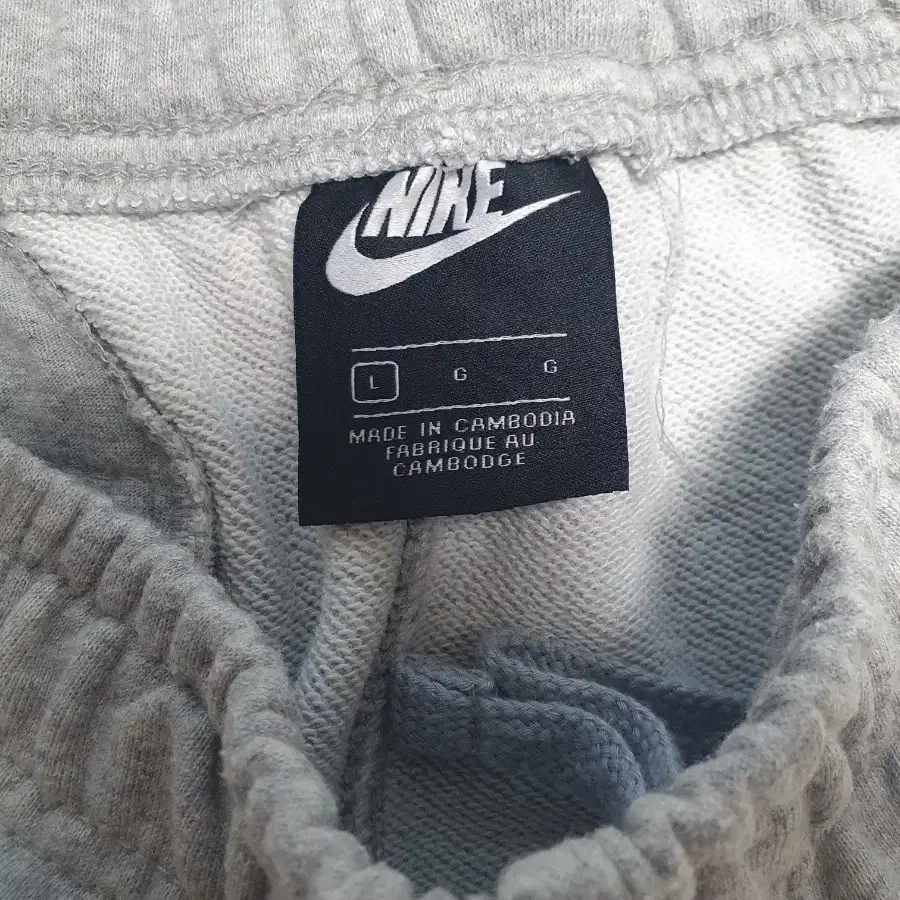 NIKE
L G G
MADE IN CAMBODIA
FABRIQUE AU
CAMBODGE